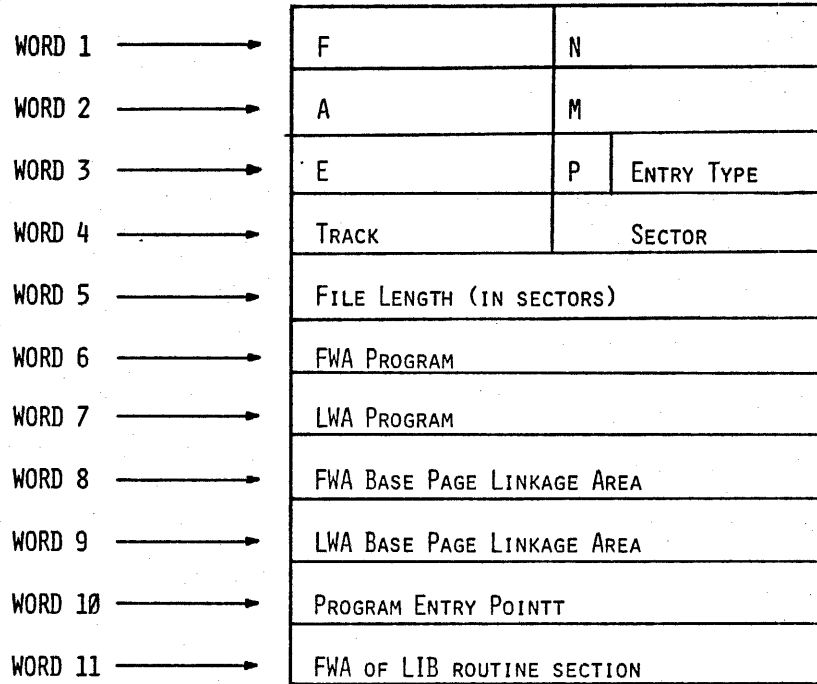 WORD 1 F N
WORD 2 A M
WORD 3 E P ENTRY TYPE
WORD 4 TRACK SECTOR
WORD 5 FILE LENGTH (IN SECTORS)
WORD 6 FWA PROGRAM
WORD 7 LWA PROGRAM
WORD 8 FWA BASE PAGE LINKAGE AREA
WORD 9 LWA BASE PAGE LINKAGE AREA
WORD 10 PROGRAM ENTRY POINTT
WORD 11 FWA OF LIB ROUTINE SECTION